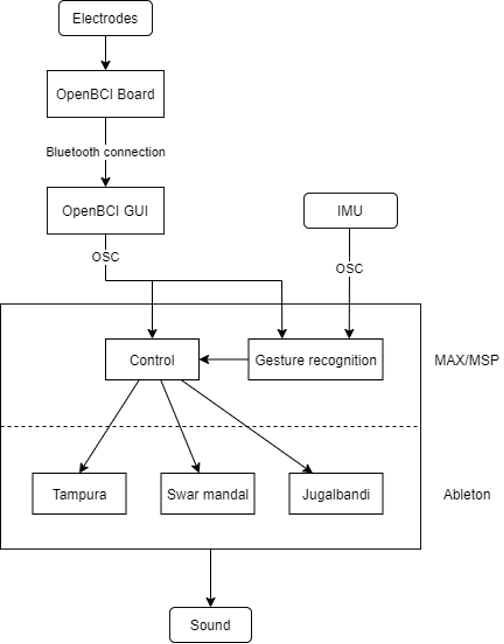 Electrodes
OpenBCI Board
Bluetooth connection
OpenBCI GUI
IMU
OSC
OSC
Control
Gesture recognition
MAX/MSP
Tampura
Swar mandal
Jugalbandi
Ableton
Sound